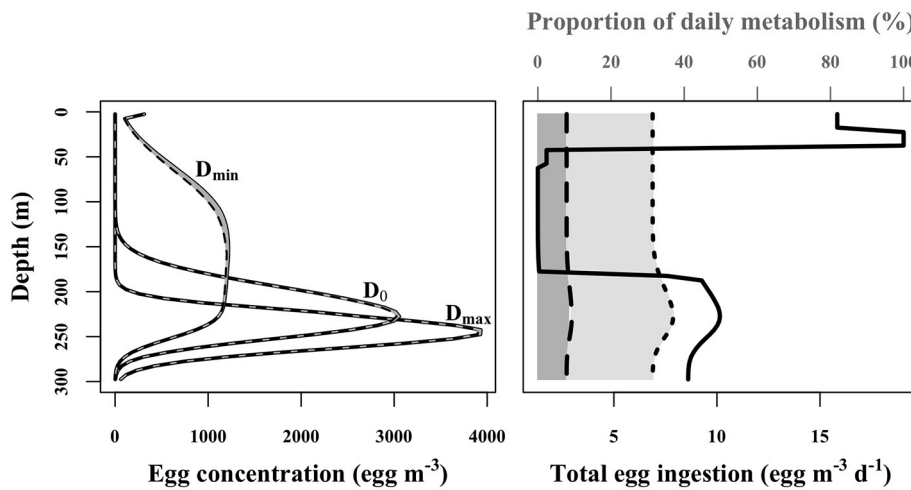 Proportion of daily metabolism (%)
0 20 40 60 80 100
0
50
100
150
200
250
300
Depth (m)
Dmin
D0
Dmax
0 1000 2000 3000 4000
5 10 15
Egg concentration (egg m-3)
Total egg ingestion (egg m-3 d-1)